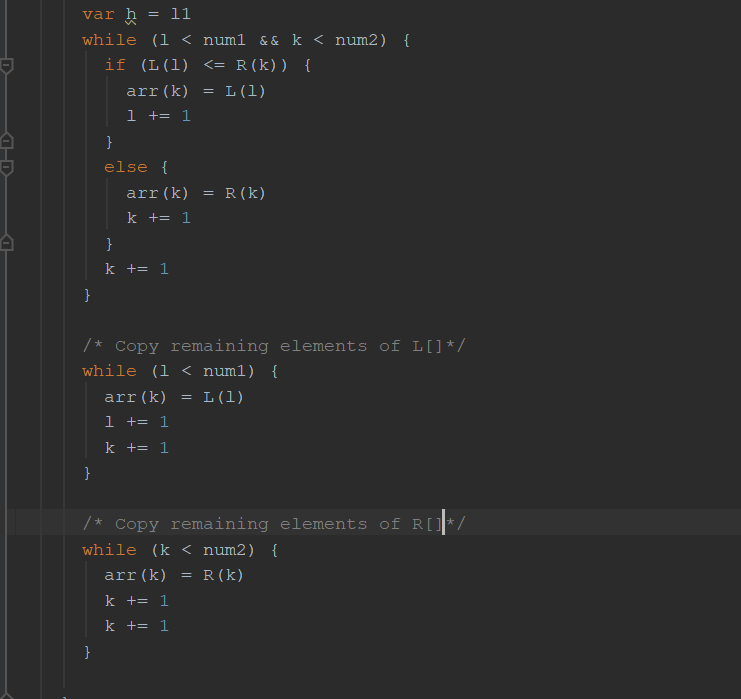 var h = l1
while (l < num1 && k < num2) {
if (L(l) <= R(k)) {
arr(k) = L(l)
l += 1
}
else {
arr(k) = R(k)
k += 1
}
k += 1
}
/* Copy remaining elements of L[]*/
while (l < num1) {
arr(k) = L(l)
l += 1
k += 1
}
/* Copy remaining elements of R[]*/
while (k < num2) {
arr(k) = R(k)
k += 1
k += 1
}